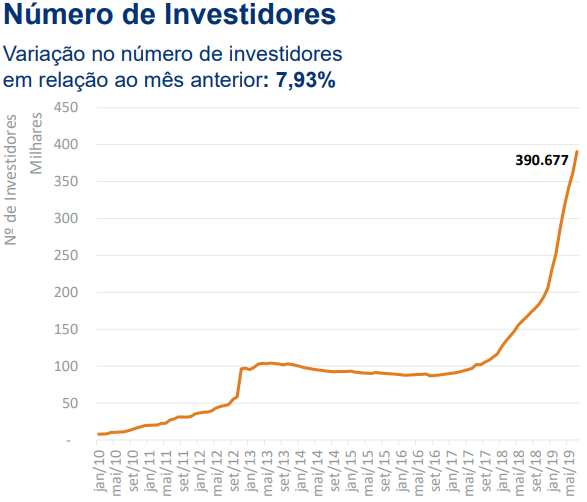 Número de Investidores
Variação no número de investidores
em relação ao mês anterior: 7,93%
Nº de Investidores
Milhares
450
400
350
300
250
200
150
100
50
-
390.677
jan/10
mai/10
set/10
jan/11
mai/11
set/11
jan/12
mai/12
set/12
jan/13
mai/13
set/13
jan/14
mai/14
set/14
jan/15
mai/15
set/15
jan/16
mai/16
set/16
jan/17
mai/17
set/17
jan/18
mai/18
set/18
jan/19
mai/19